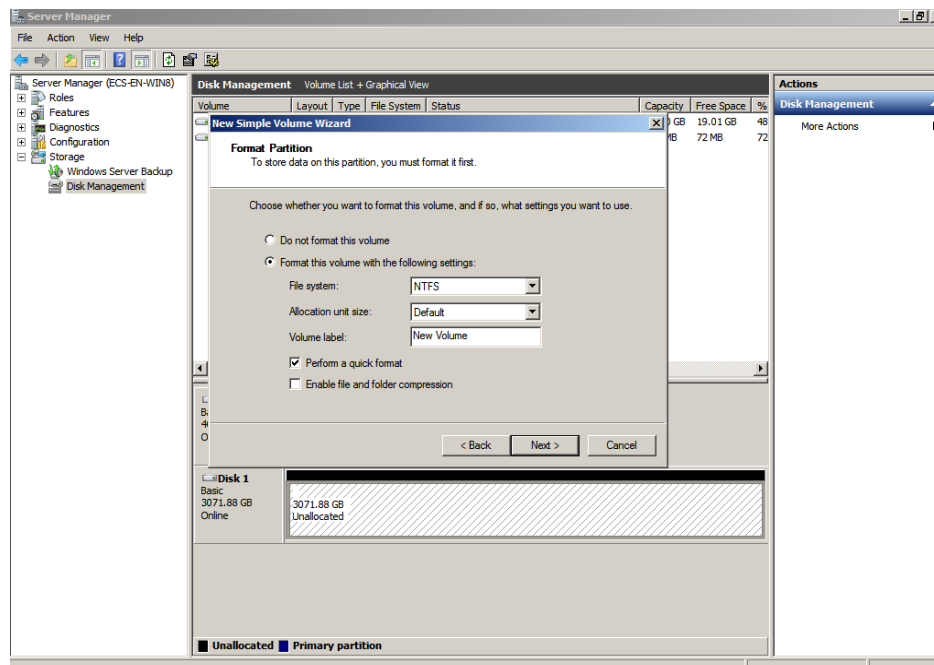 Server Manager
File Action View Help
Server Manager (ECS-EN-WIN8)
Roles
Features
Diagnostics
Configuration
Storage
Windows Server Backup
Disk Management
Disk Management Volume List + Graphical View
Volume Layout Type File System Status Capacity Free Space %
GB 19.01 GB 48
MB 72 MB 72
New Simple Volume Wizard
Format Partition
To store data on this partition, you must format it first.
Choose whether you want to format this volume, and if so, what settings you want to use.
Do not format this volume
Format this volume with the following settings:
File system: NTFS
Allocation unit size: Default
Volume label: New Volume
Perform a quick format
Enable file and folder compression
< Back Next > Cancel
Disk 1
Basic
3071.88 GB
Online
3071.88 GB
Unallocated
Unallocated Primary partition
Actions
Disk Management
More Actions